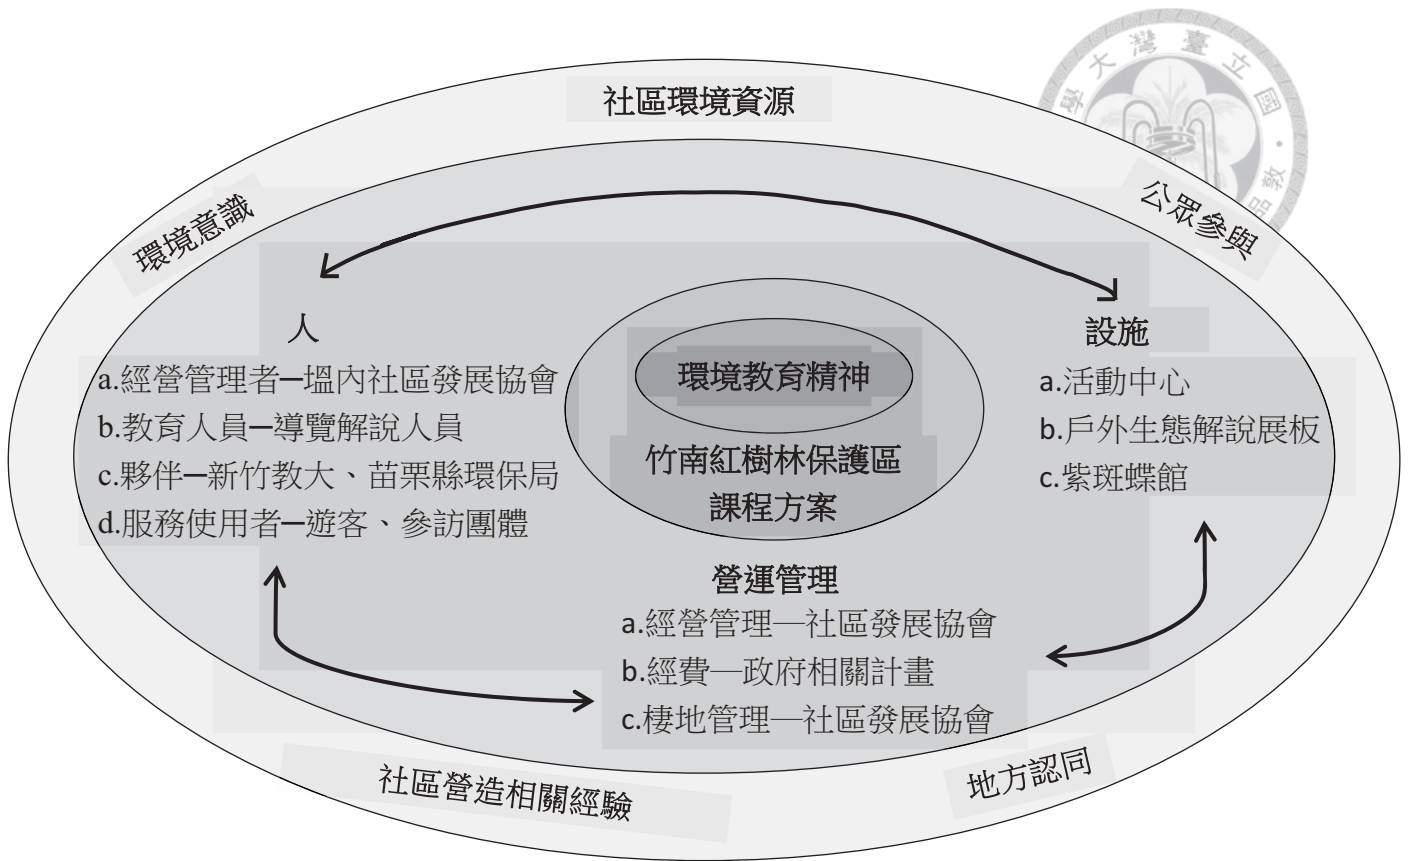 社區環境資源
環境意識
公眾參與
人
a.經營管理者─塭內社區發展協會
b.教育人員─導覽解說人員
c.夥伴─新竹教大、苗栗縣環保局
d.服務使用者─遊客、參訪團體
環境教育精神
竹南紅樹林保護區
課程方案
設施
a.活動中心
b.戶外生態解說展板
c.紫斑蝶館
營運管理
a.經營管理—社區發展協會
b.經費—政府相關計畫
c.棲地管理—社區發展協會
社區營造相關經驗
地方認同